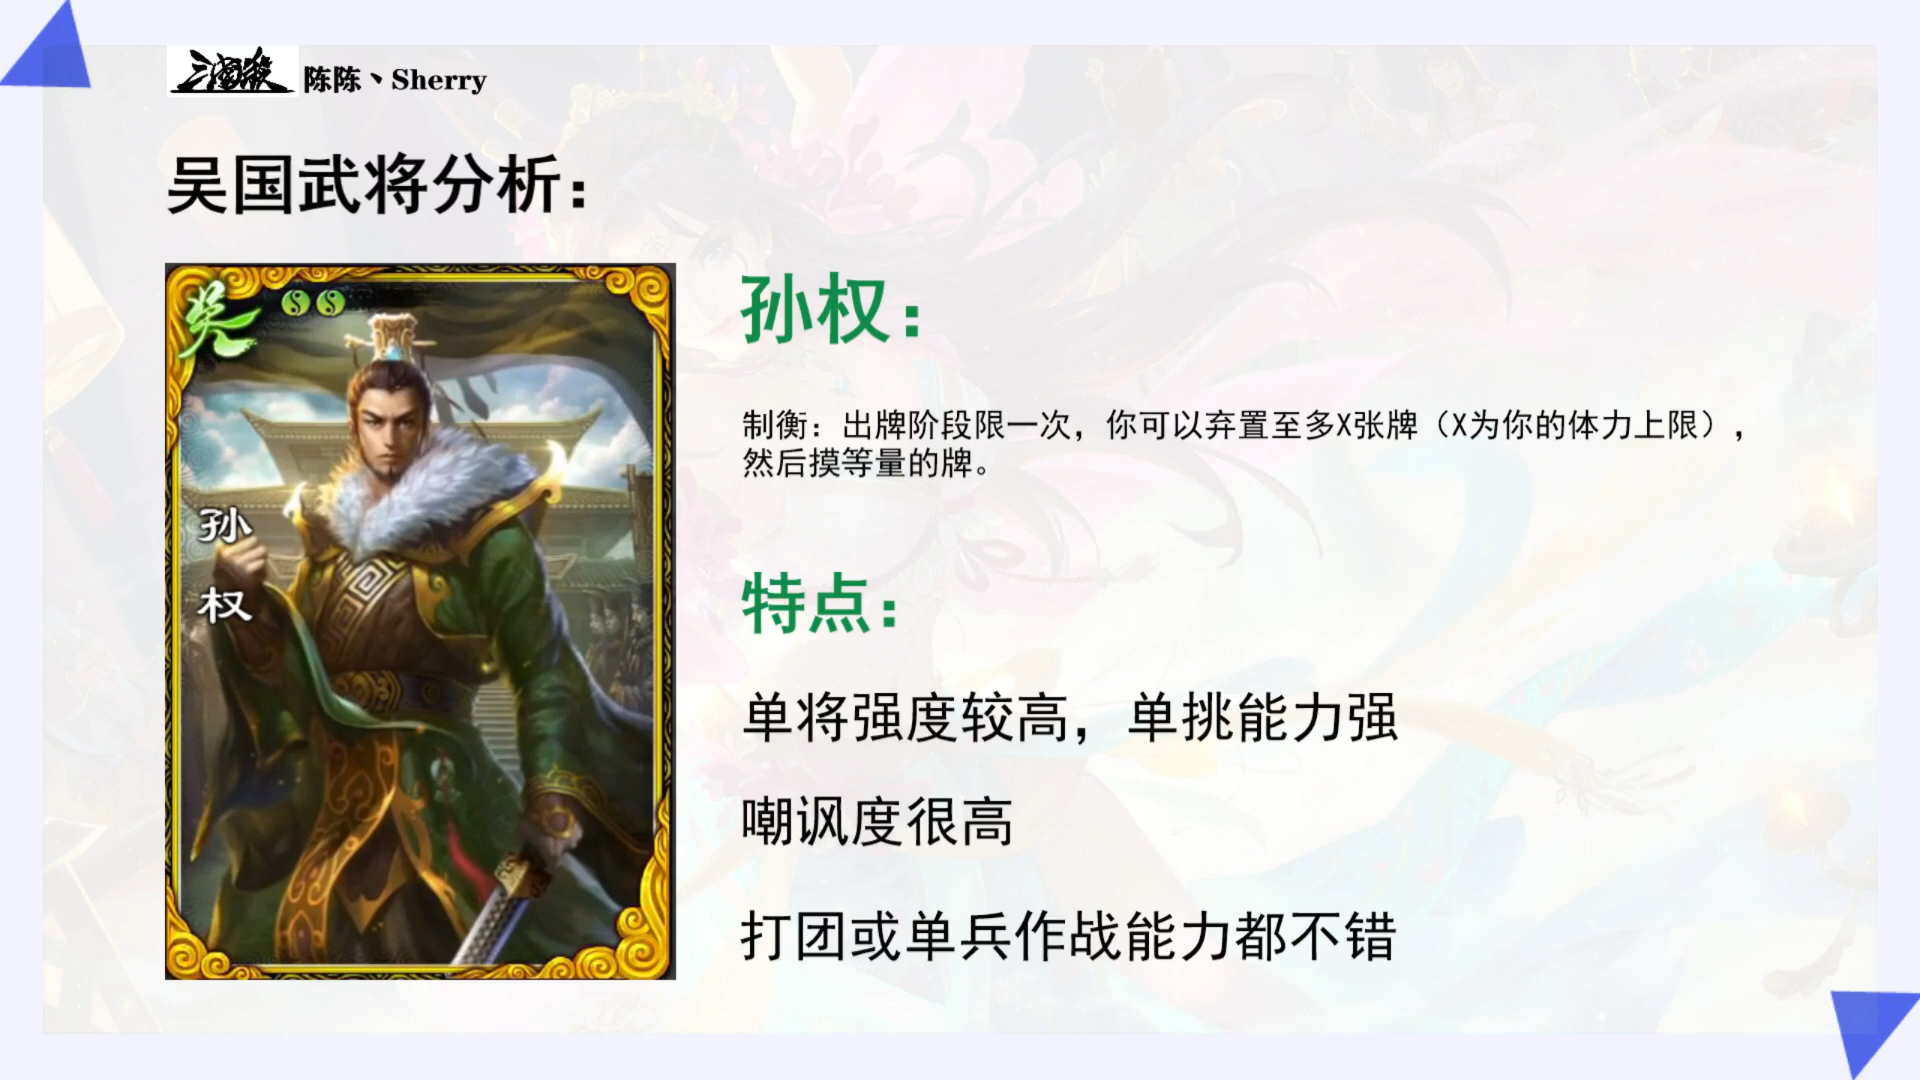 三国杀 陈陈丶Sherry
吴国武将分析：
吴
孙权
孙权：
制衡：出牌阶段限一次，你可以弃置至多X张牌（X为你的体力上限），
然后摸等量的牌。
特点：
单将强度较高，单挑能力强
嘲讽度很高
打团或单兵作战能力都不错